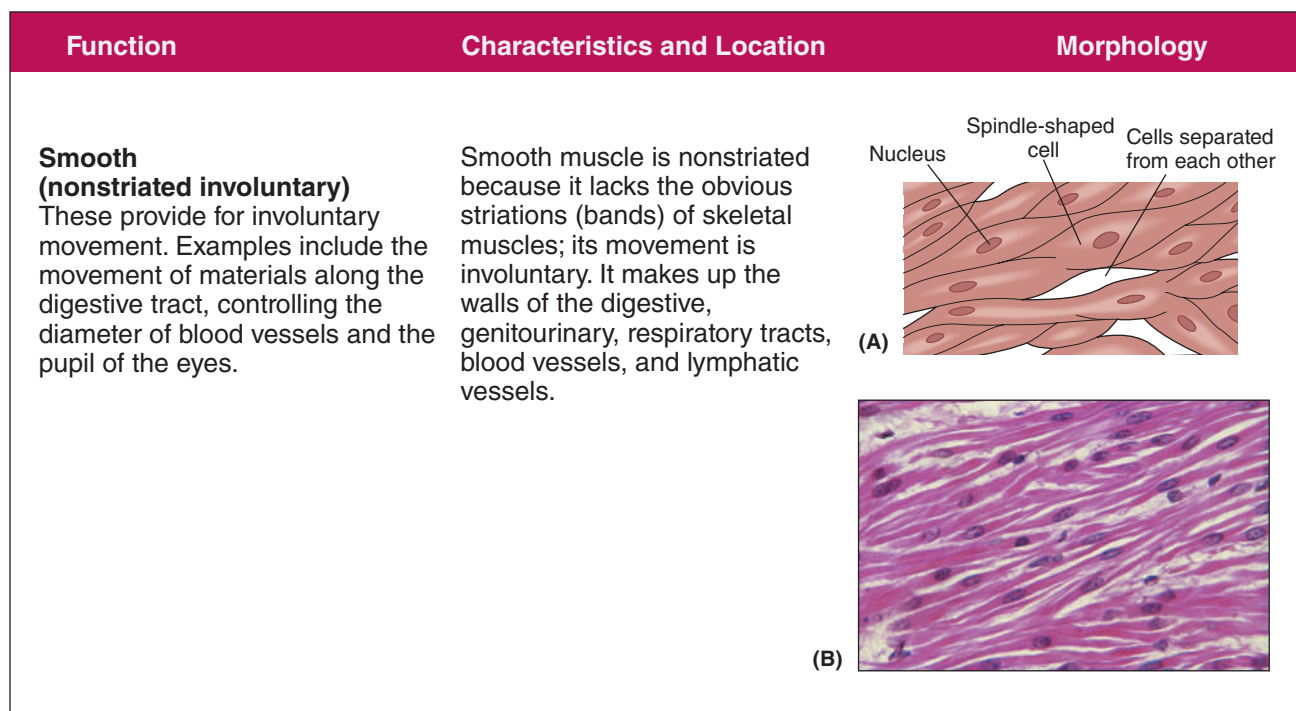 Function
Characteristics and Location
Morphology
Smooth
(nonstriated involuntary)
These provide for involuntary
movement. Examples include the
movement of materials along the
digestive tract, controlling the
diameter of blood vessels and the
pupil of the eyes.
Smooth muscle is nonstriated
because it lacks the obvious
striations (bands) of skeletal
muscles; its movement is
involuntary. It makes up the
walls of the digestive,
genitourinary, respiratory tracts,
blood vessels, and lymphatic
vessels.
Nucleus
Spindle-shaped
cell
Cells separated
from each other
(A)
(B)